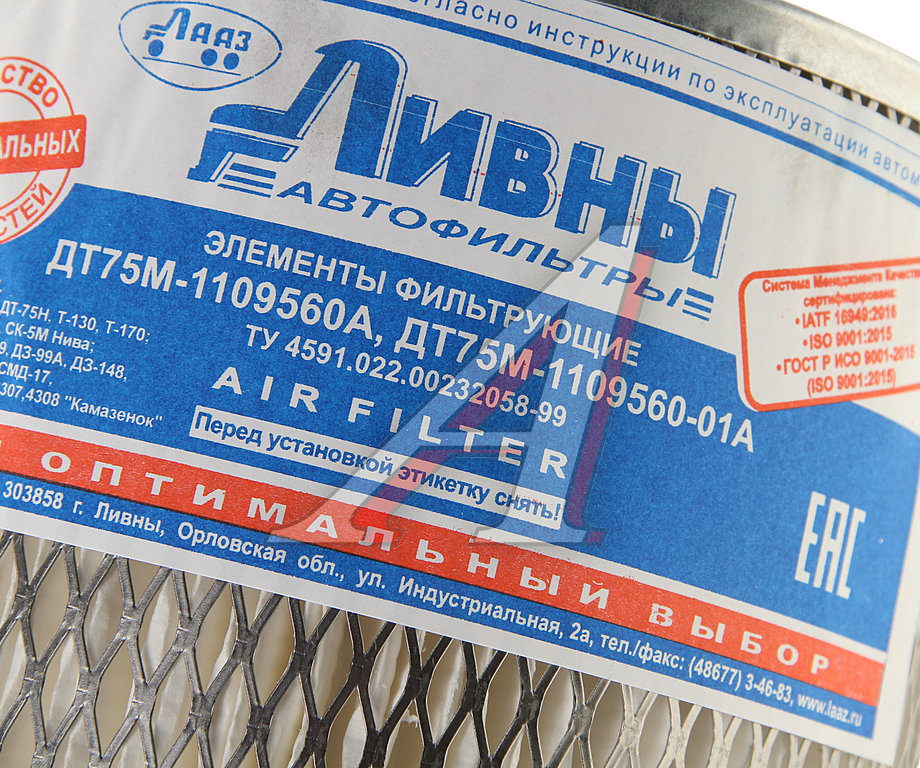 согласно инструкции по эксплуатации автом
ЛААЗ
СТВО
АЛЬНЫХ
СТЕЙ
ЛИВНЫ
АВТОФИЛЬТРЫ
ЭЛЕМЕНТЫ ФИЛЬТРУЮЩИЕ
ДТ75М-1109560А, ДТ75М-1109560-01А
ТУ 4591.022.00232058-99
AIR FILTER
Перед установкой этикетку снять!
ДТ-75Н, Т-130, Т-170;
СК-5М Нива;
9, ДЗ-99А, ДЗ-148,
СМД-17,
307,4308 "Камазенок"
Система Менеджмента Качест
сертифицирована:
•IATF 16949:2016
•ISO 9001:2015
•ГОСТ Р ИСО 9001-2015
(ISO 9001:2015)
EAC
ОПТИМАЛЬНЫЙ ВЫБОР
303858 г. Ливны, Орловская обл., ул. Индустриальная, 2а, тел./факс: (48677) 3-46-83, www.laaz.ru